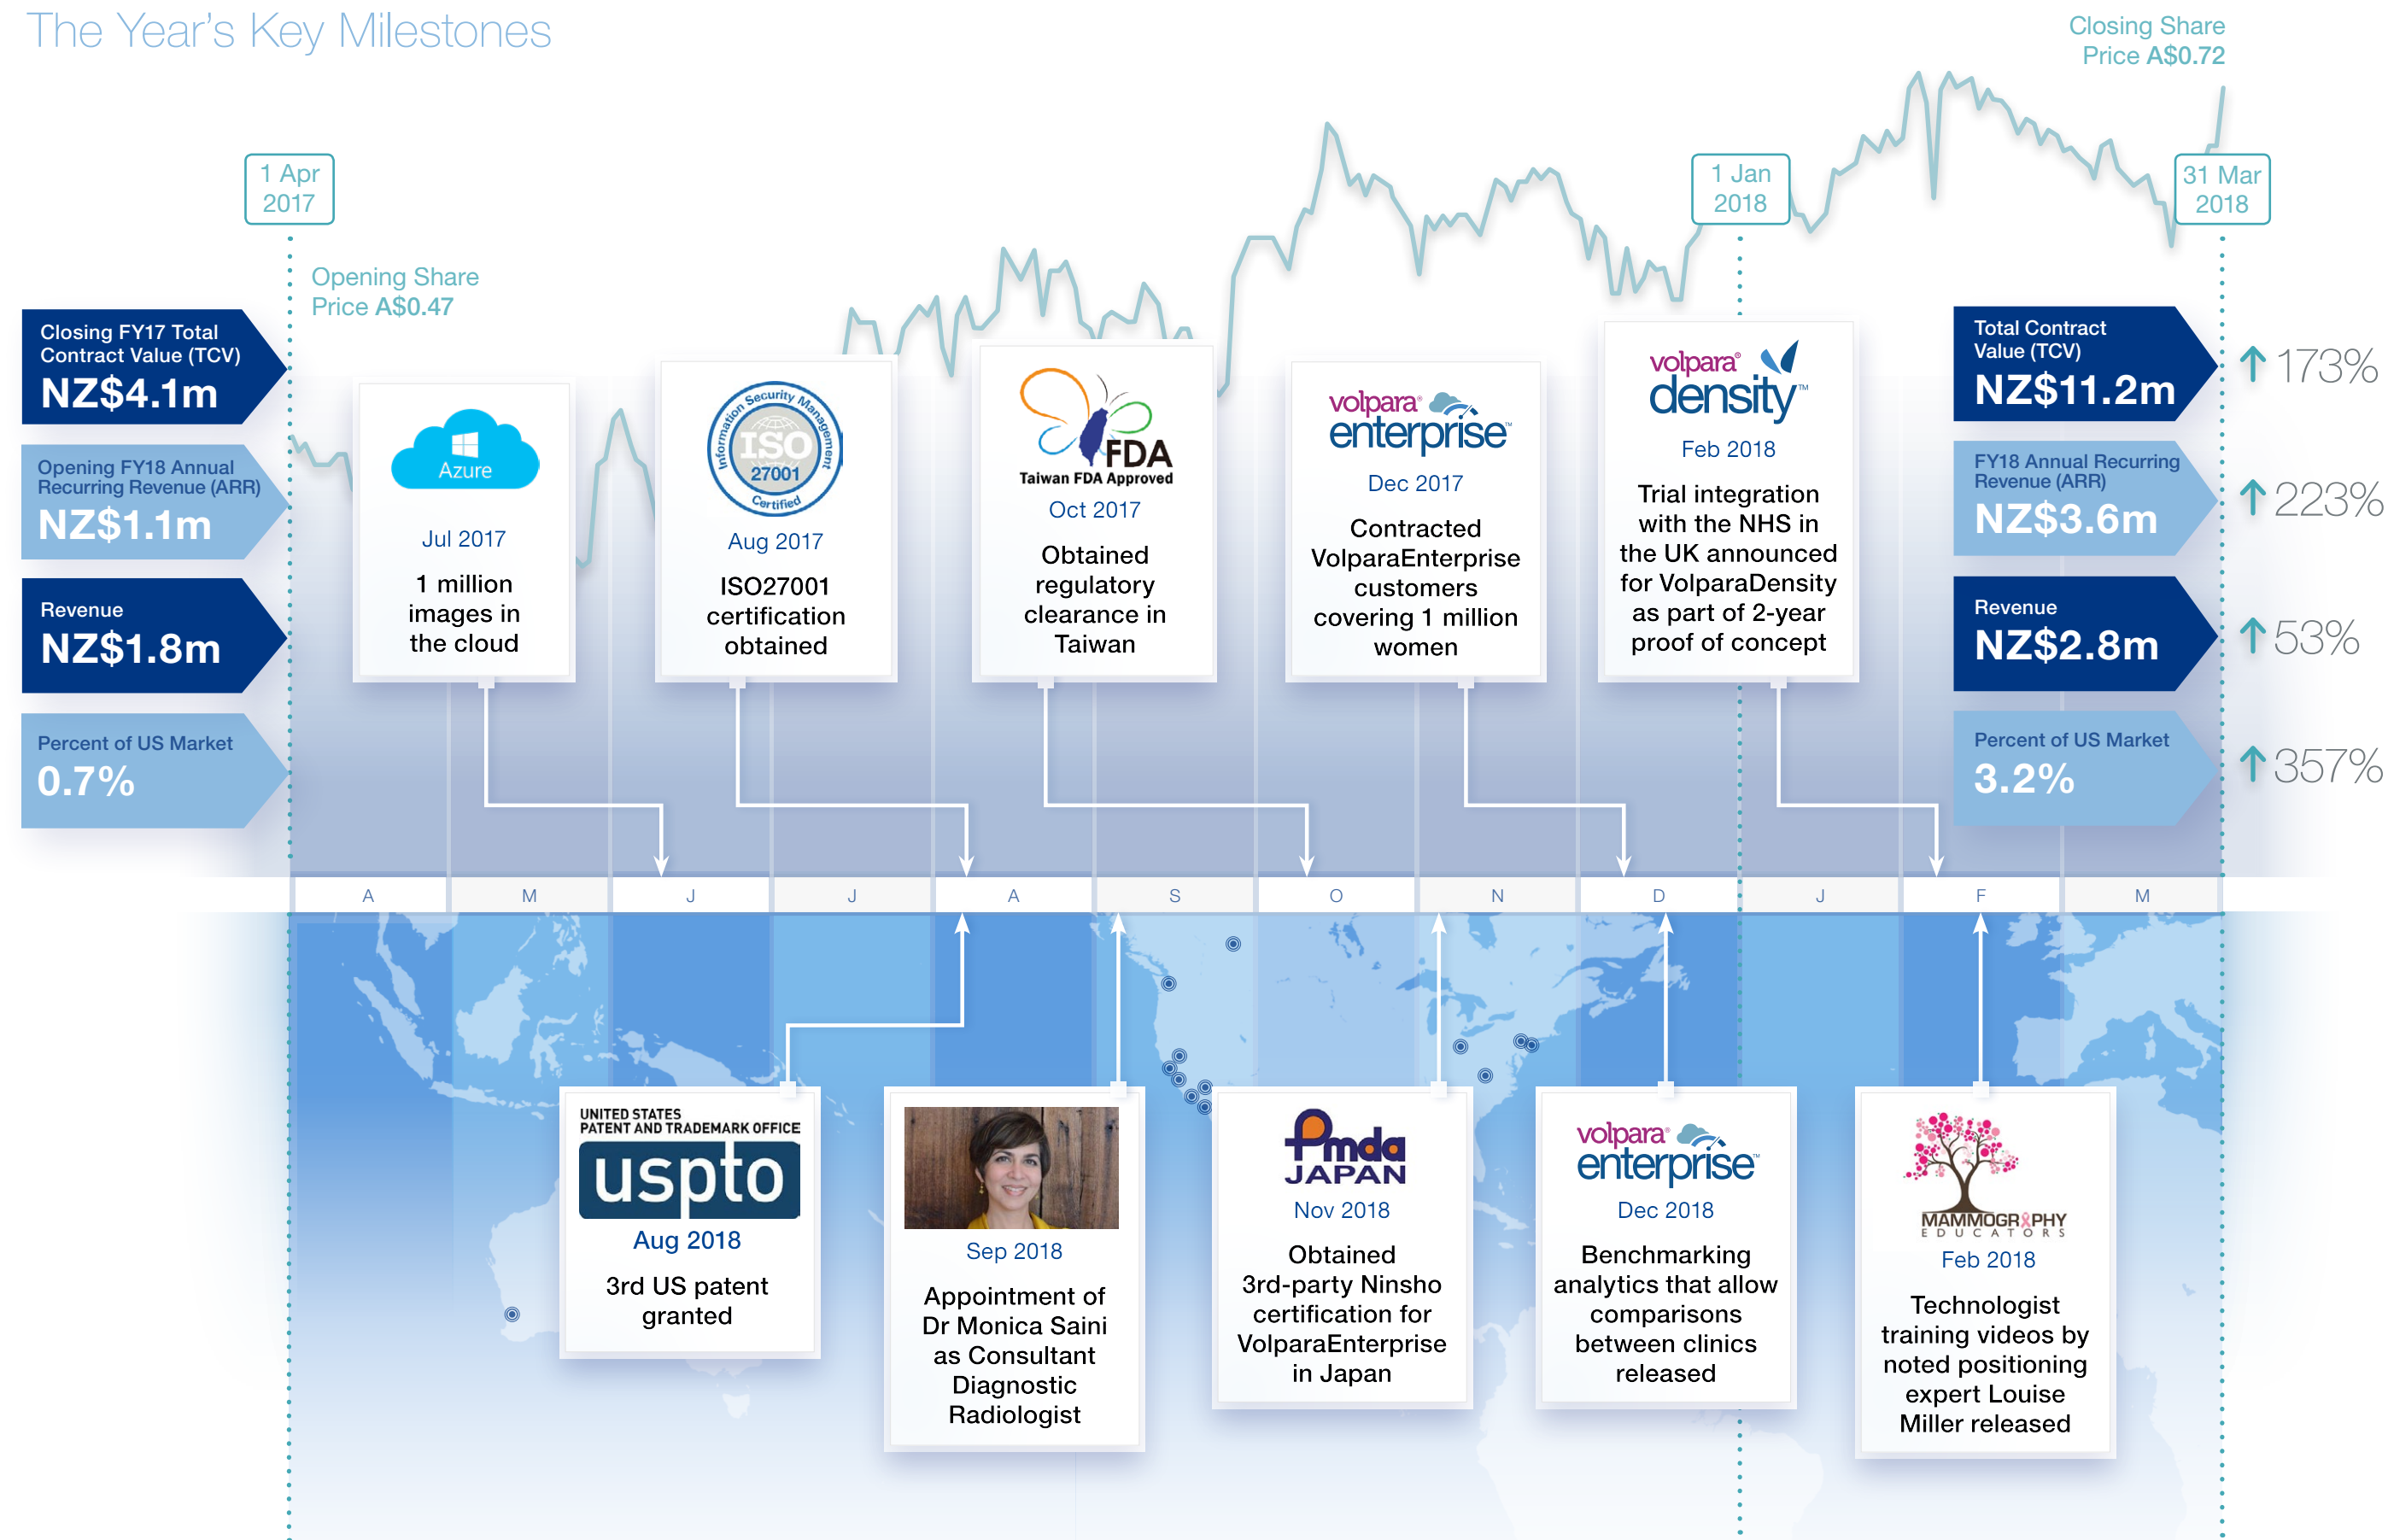 The Year's Key Milestones
Closing Share
Price A$0.72
1 Apr
2017
1 Jan
2018
31 Mar
2018
Opening Share
Price A$0.47
Closing FY17 Total
Contract Value (TCV)
NZ$4.1m
Opening FY18 Annual
Recurring Revenue (ARR)
NZ$1.1m
Revenue
NZ$1.8m
Percent of US Market
0.7%
Azure
Jul 2017
1 million
images in
the cloud
Information Security Management
ISO
27001
Certified
Aug 2017
ISO27001
certification
obtained
FDA
Taiwan FDA Approved
Oct 2017
Obtained
regulatory
clearance in
Taiwan
volpara®
enterprise™
Dec 2017
Contracted
VolparaEnterprise
customers
covering 1 million
women
volpara®
density™
Feb 2018
Trial integration
with the NHS in
the UK announced
for VolparaDensity
as part of 2-year
proof of concept
Total Contract
Value (TCV)
NZ$11.2m
173%
FY18 Annual Recurring
Revenue (ARR)
NZ$3.6m
223%
Revenue
NZ$2.8m
53%
Percent of US Market
3.2%
357%
A M J J A S O N D J F M
UNITED STATES
PATENT AND TRADEMARK OFFICE
uspto
Aug 2018
3rd US patent
granted
Sep 2018
Appointment of
Dr Monica Saini
as Consultant
Diagnostic
Radiologist
Pmda
JAPAN
Nov 2018
Obtained
3rd-party Ninsho
certification for
VolparaEnterprise
in Japan
volpara®
enterprise™
Dec 2018
Benchmarking
analytics that allow
comparisons
between clinics
released
MAMMOGRAPHY
EDUCATORS
Feb 2018
Technologist
training videos by
noted positioning
expert Louise
Miller released